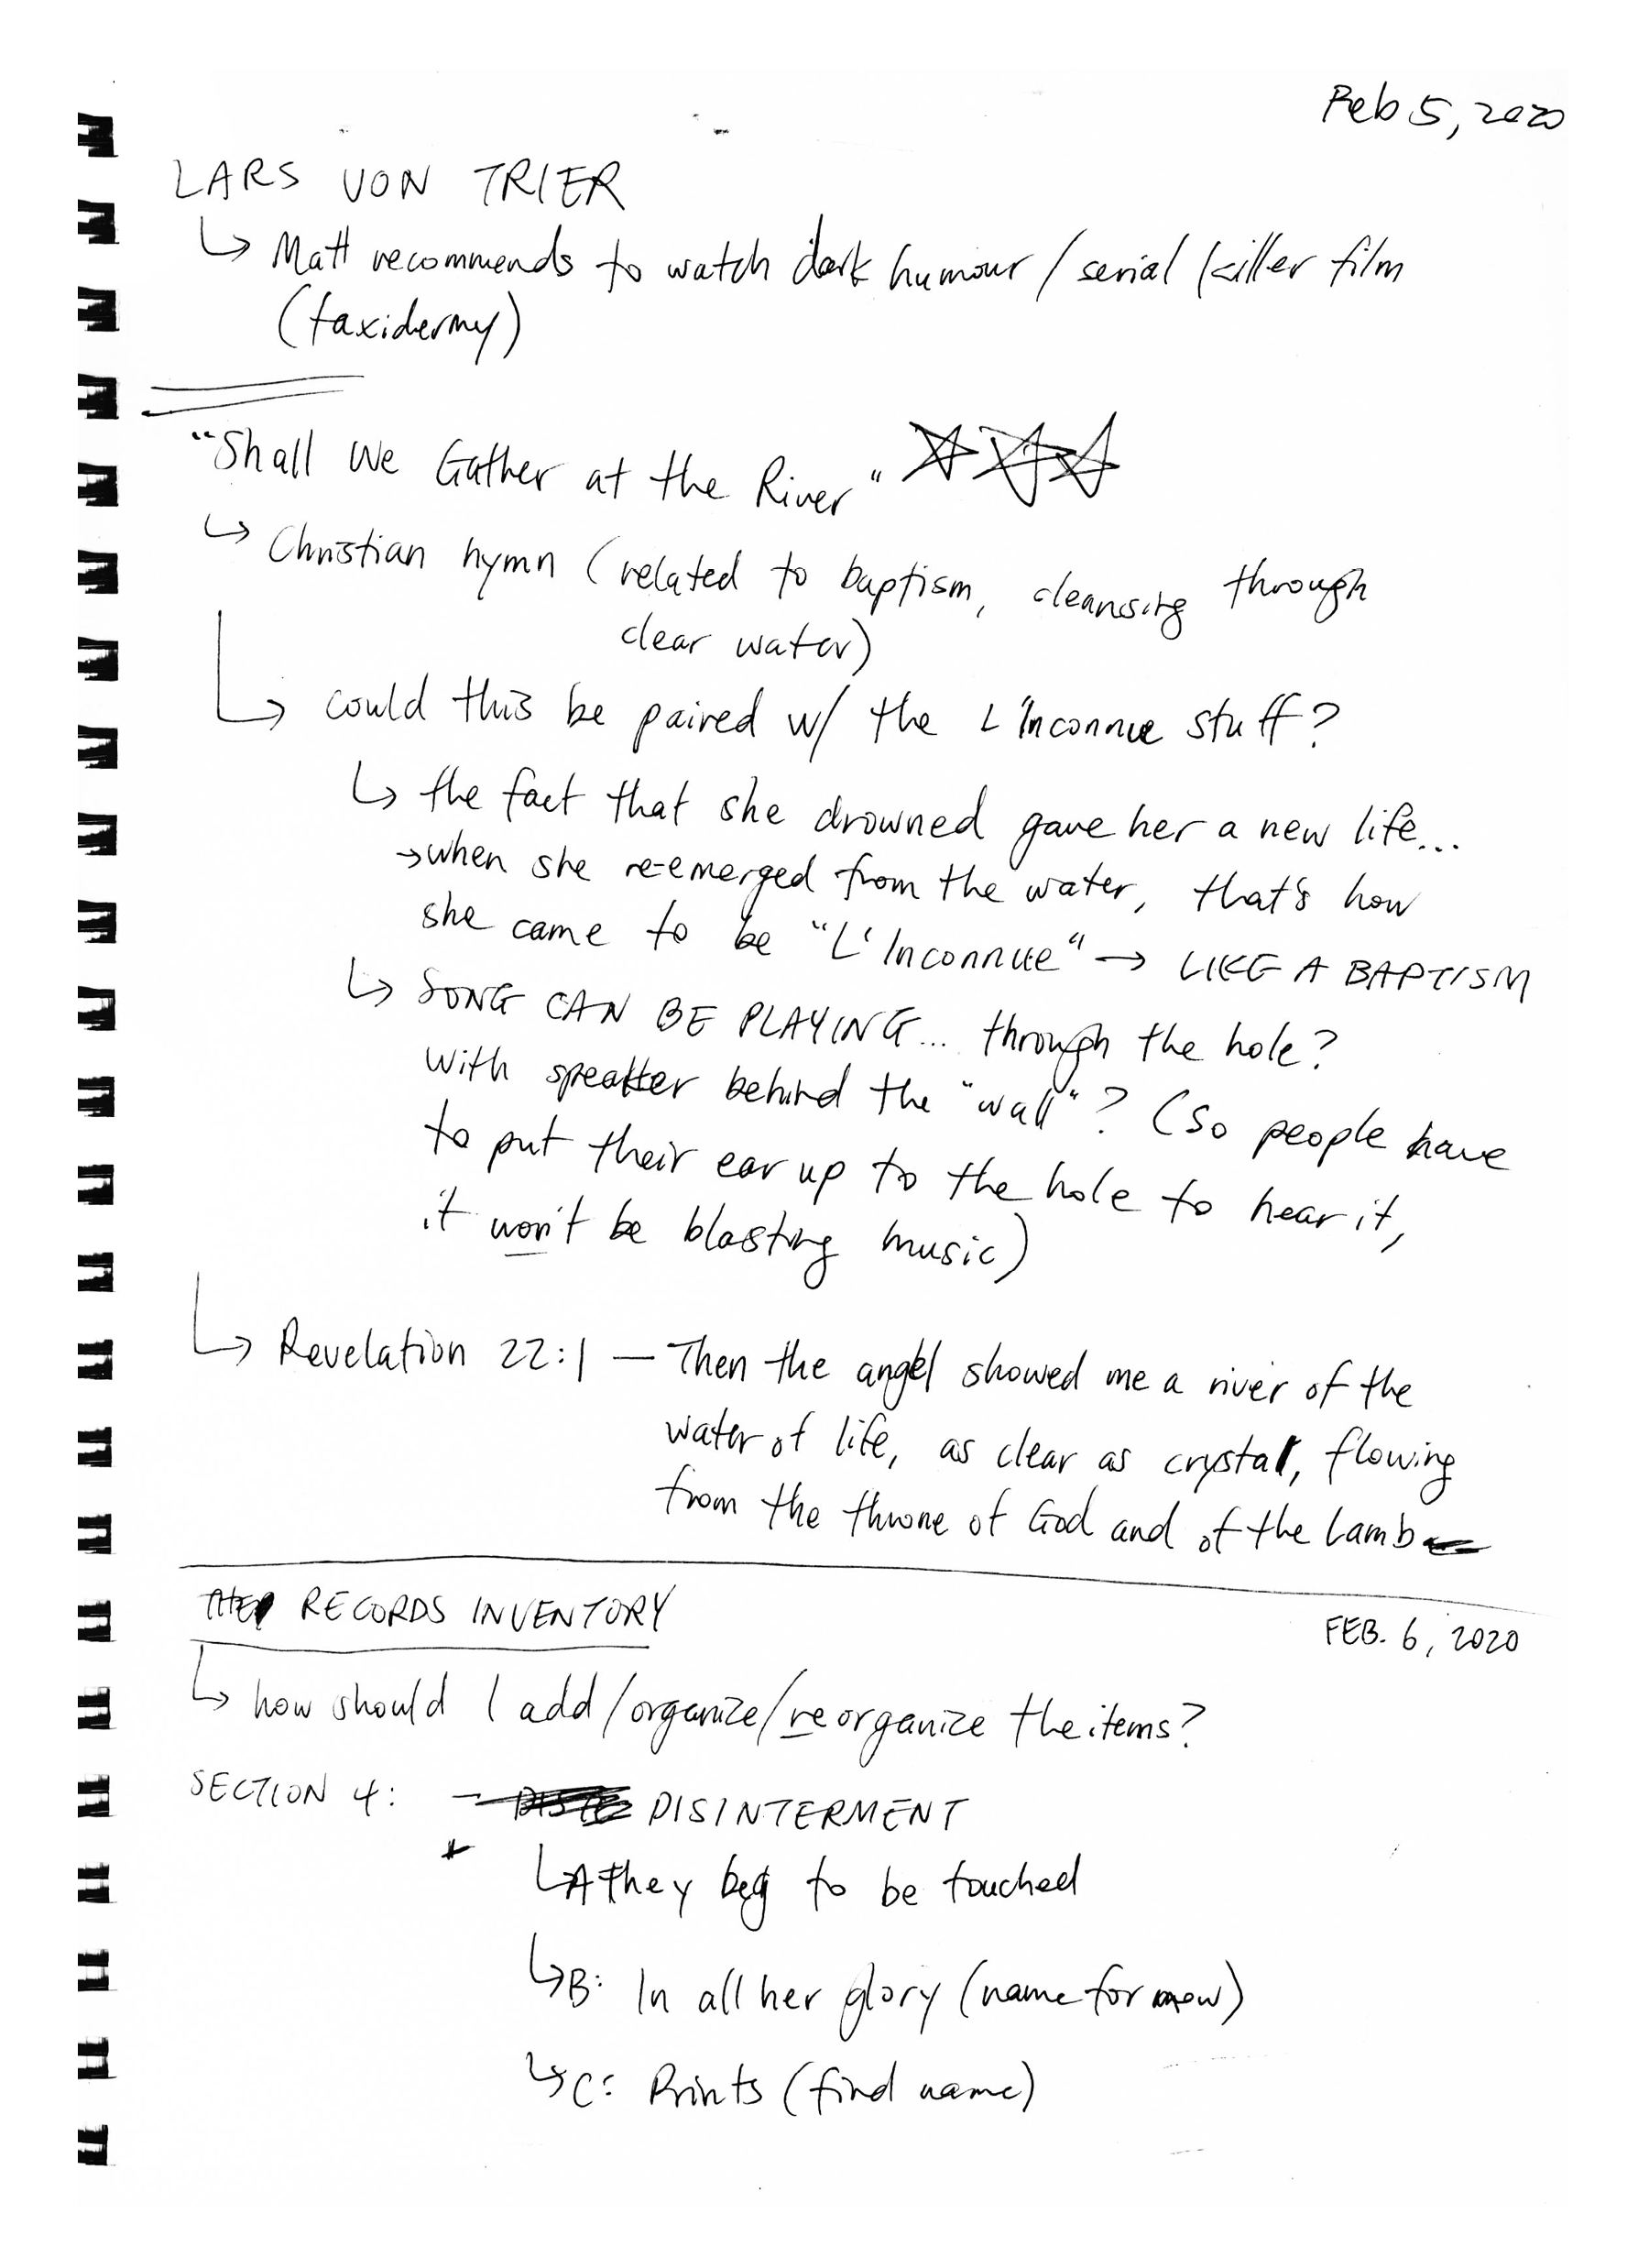 Feb 5, 2020
LARS VON TRIER
↳ Matt recommends to watch dark humour / serial killer film
(taxidermy)
"Shall We Gather at the River"
↳ Christian hymn (related to baptism, cleansing through
clear water)
↳ could this be paired w/ the L'Inconnue stuff?
↳ the fact that she drowned gave her a new life...
→ when she re-emerged from the water, that's how
she came to be "L'Inconnue" → LIKE A BAPTISM
↳ SONG CAN BE PLAYING... through the hole?
with speaker behind the "wall"? (so people have
to put their ear up to the hole to hear it,
it won't be blasting music)
↳ Revelation 22:1 — Then the angel showed me a river of the
water of life, as clear as crystal, flowing
from the throne of God and of the Lamb
THE RECORDS INVENTORY
FEB. 6, 2020
↳ how should I add/organize/reorganize the items?
SECTION 4: — DISINTERMENT
↳ A they beg to be touched
↳ B: In all her glory (name for now)
↳ C: Prints (find name)